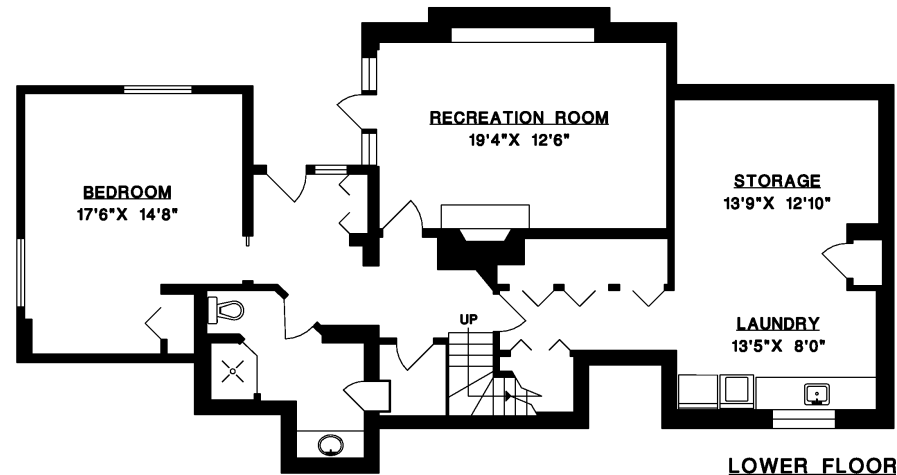 RECREATION ROOM
19'4"X 12'6"
BEDROOM
17'6"X 14'8"
STORAGE
13'9"X 12'10"
UP
LAUNDRY
13'5"X 8'0"
LOWER FLOOR